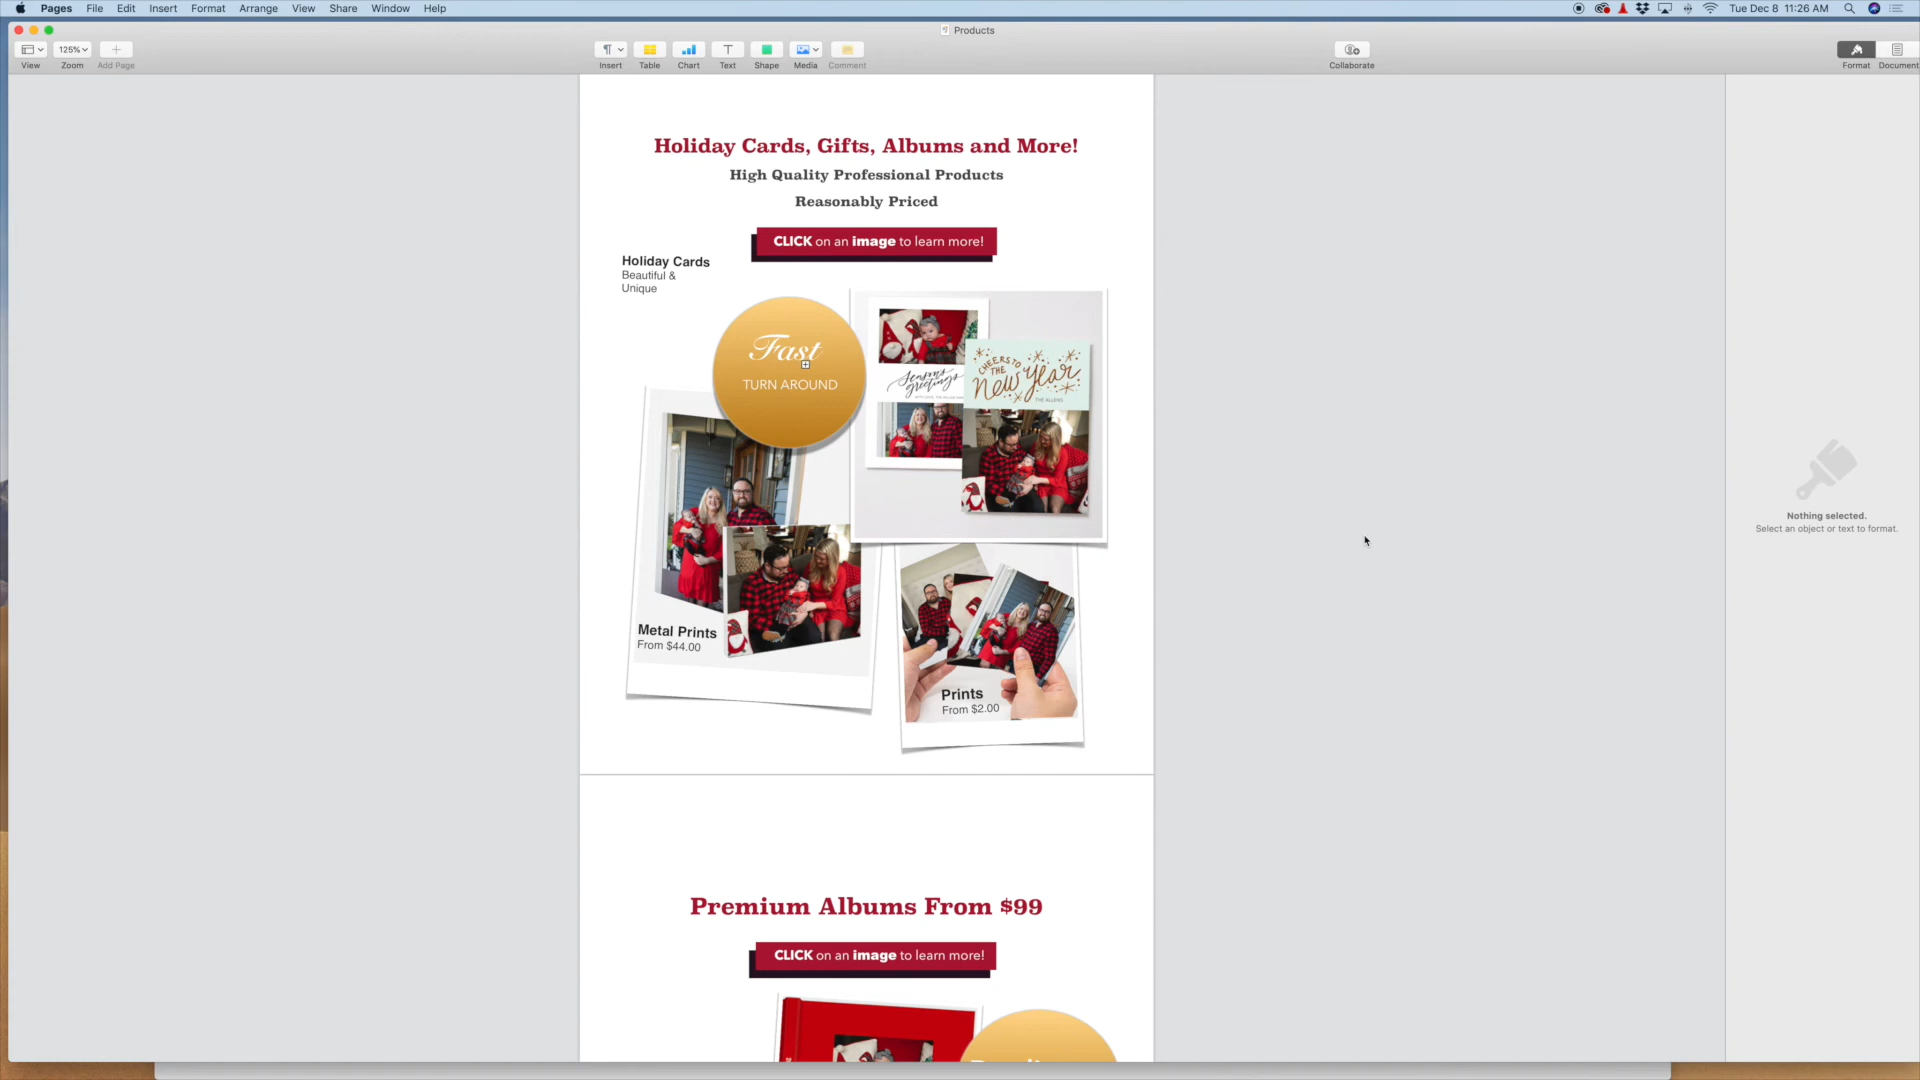 Pages File Edit Insert Format Arrange View Share Window Help
Tue Dec 8 11:26 AM
Products
125%
View Zoom Add Page
Insert Table Chart Text Shape Media Comment
Collaborate
Format Document
Holiday Cards, Gifts, Albums and More!
High Quality Professional Products
Reasonably Priced
CLICK on an image to learn more!
Holiday Cards
Beautiful &
Unique
Fast
TURN AROUND
Season's
greetings
CHEERS TO
THE
New Year
THE ALLENS
Metal Prints
From $44.00
Prints
From $2.00
Nothing selected.
Select an object or text to format.
Premium Albums From $99
CLICK on an image to learn more!